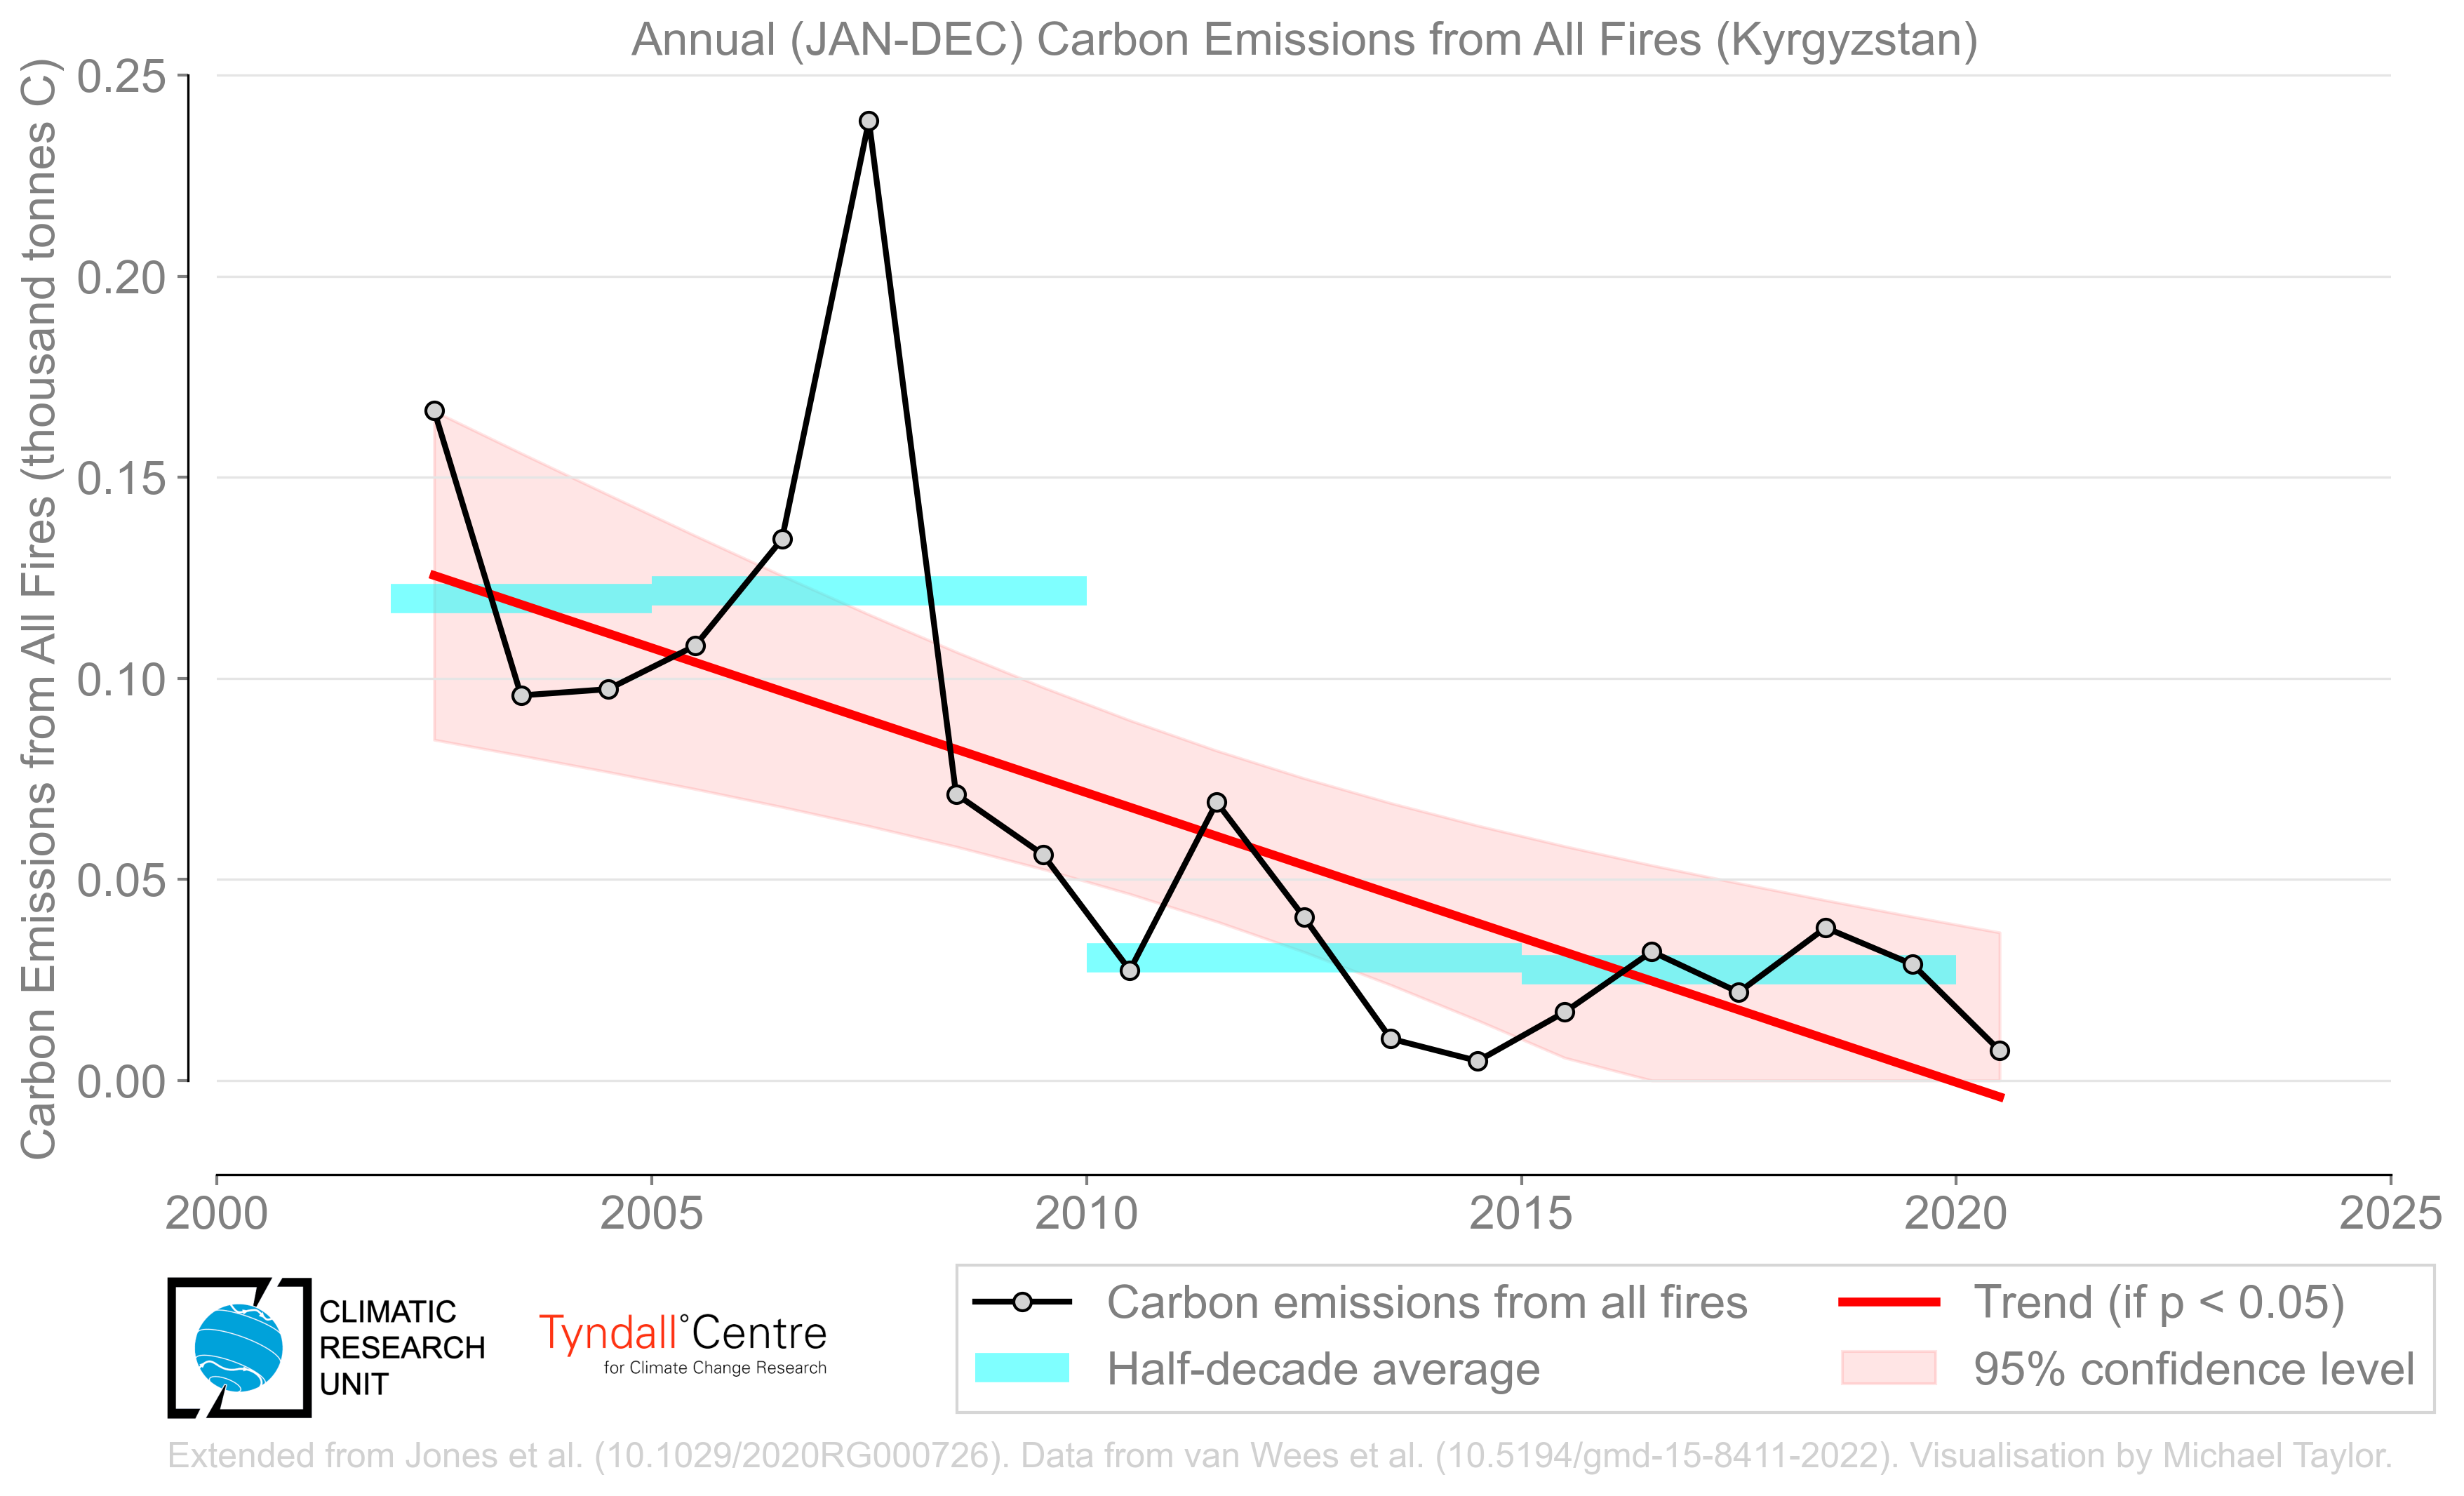 Annual (JAN-DEC) Carbon Emissions from All Fires (Kyrgyzstan)
Carbon Emissions from All Fires (thousand tonnes C)
0.25
0.20
0.15
0.10
0.05
0.00
2000 2005 2010 2015 2020 2025
CLIMATIC
RESEARCH
UNIT
Tyndall°Centre
for Climate Change Research
Carbon emissions from all fires
Half-decade average
Trend (if p < 0.05)
95% confidence level
Extended from Jones et al. (10.1029/2020RG000726). Data from van Wees et al. (10.5194/gmd-15-8411-2022). Visualisation by Michael Taylor.